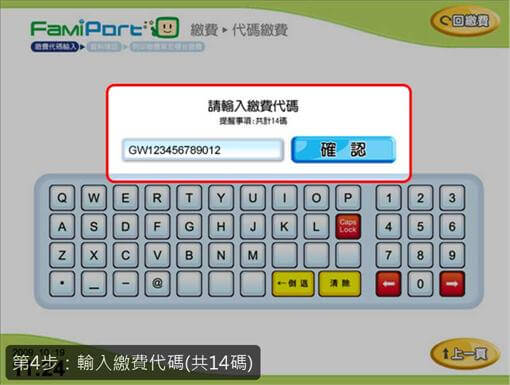 FamiPort 繳費▶代碼繳費
回繳費
繳費代碼輸入
請輸入繳費代碼
提醒事項:共計14碼
GW123456789012
確 認
Q W E R T Y U I O P 1 2 3
A S D F G H J K L Caps Lock 4 5 6
Z X C V B N M 7 8 9
• _ - @ ←倒退 清除 ← 0 →
↑上一頁
11:24
第4步：輸入繳費代碼(共14碼)